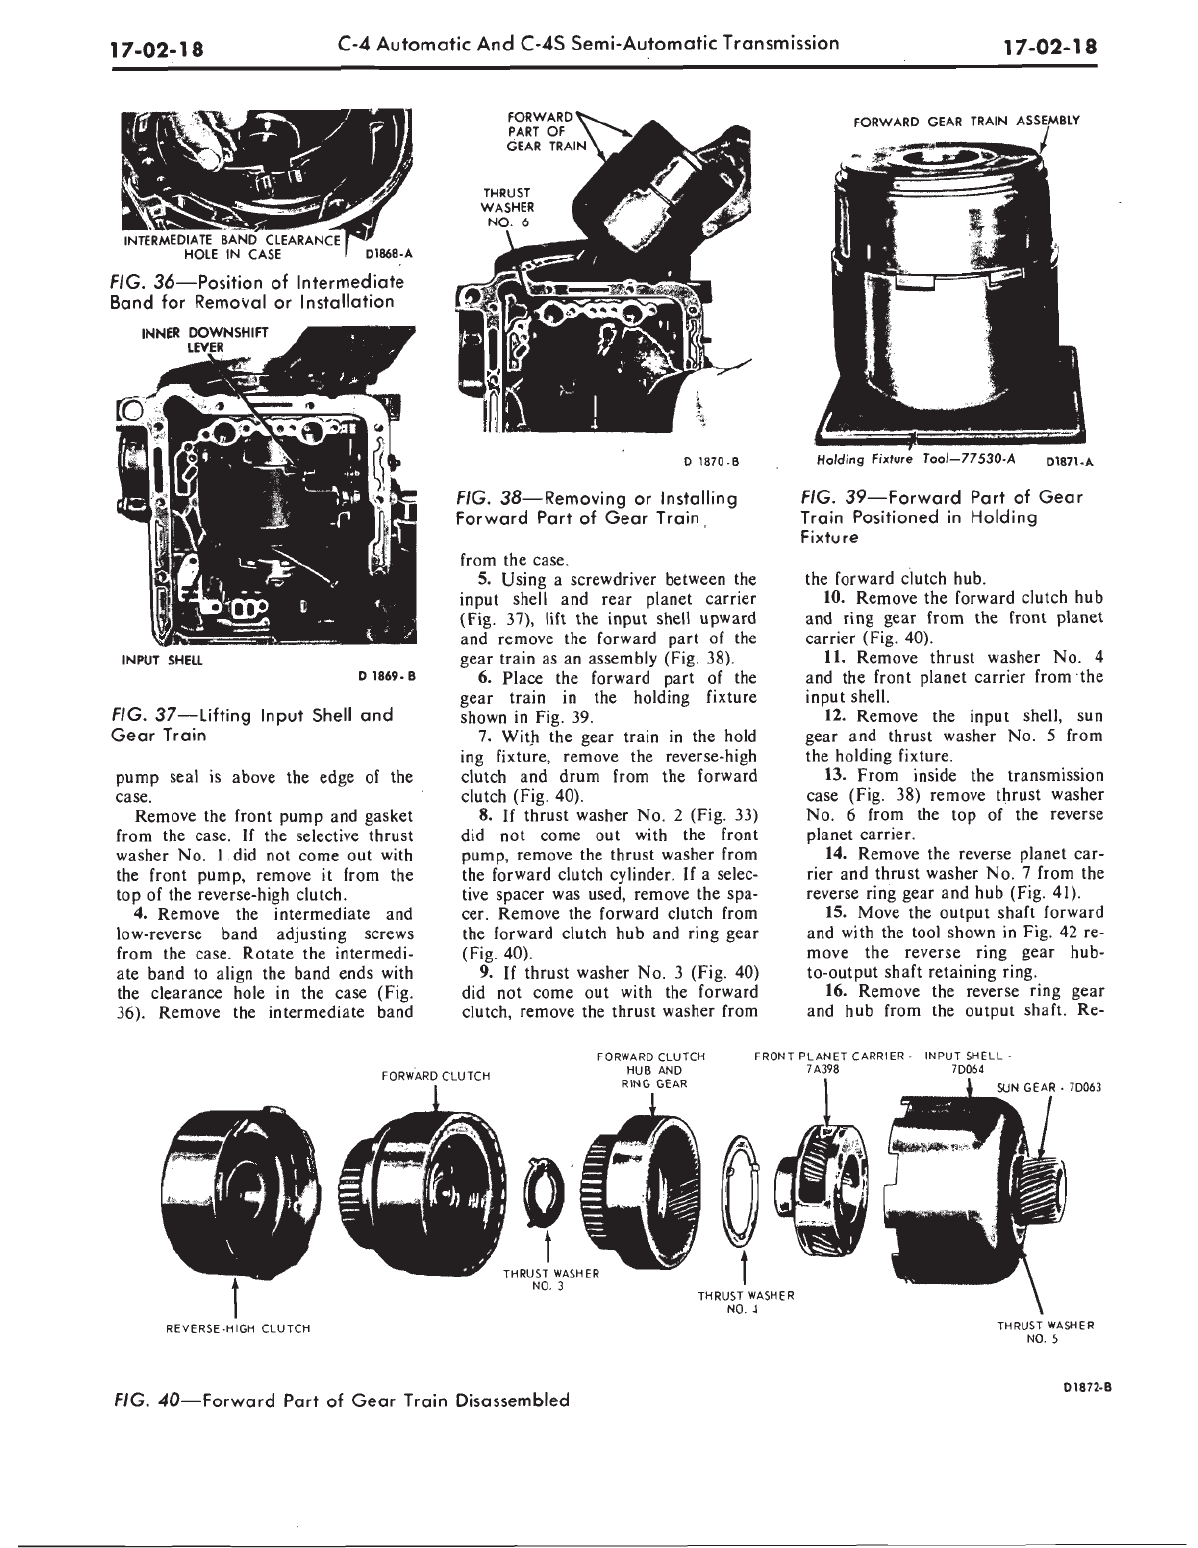 17-02-18
C-4 Automatic And C-4S Semi-Automatic Transmission
17-02-18
INTERMEDIATE BAND CLEARANCE
HOLE IN CASE
D1868-A
FIG. 36—Position of Intermediate
Band for Removal or Installation
INNER DOWNSHIFT
LEVER
INPUT SHELL
D 1869-B
FIG. 37—Lifting Input Shell and
Gear Train
pump seal is above the edge of the
case.
Remove the front pump and gasket
from the case. If the selective thrust
washer No. 1 did not come out with
the front pump, remove it from the
top of the reverse-high clutch.
4. Remove the intermediate and
low-reverse band adjusting screws
from the case. Rotate the intermedi-
ate band to align the band ends with
the clearance hole in the case (Fig.
36). Remove the intermediate band
FORWARD
PART OF
GEAR TRAIN
THRUST
WASHER
NO. 6
D 1870-B
FIG. 38—Removing or Installing
Forward Part of Gear Train
from the case.
5. Using a screwdriver between the
input shell and rear planet carrier
(Fig. 37), lift the input shell upward
and remove the forward part of the
gear train as an assembly (Fig. 38).
6. Place the forward part of the
gear train in the holding fixture
shown in Fig. 39.
7. With the gear train in the hold
ing fixture, remove the reverse-high
clutch and drum from the forward
clutch (Fig. 40).
8. If thrust washer No. 2 (Fig. 33)
did not come out with the front
pump, remove the thrust washer from
the forward clutch cylinder. If a selec-
tive spacer was used, remove the spa-
cer. Remove the forward clutch from
the forward clutch hub and ring gear
(Fig. 40).
9. If thrust washer No. 3 (Fig. 40)
did not come out with the forward
clutch, remove the thrust washer from
FORWARD GEAR TRAIN ASSEMBLY
Holding Fixture Tool—77530-A
D1871-A
FIG. 39—Forward Part of Gear
Train Positioned in Holding
Fixture
the forward clutch hub.
10. Remove the forward clutch hub
and ring gear from the front planet
carrier (Fig. 40).
11. Remove thrust washer No. 4
and the front planet carrier from the
input shell.
12. Remove the input shell, sun
gear and thrust washer No. 5 from
the holding fixture.
13. From inside the transmission
case (Fig. 38) remove thrust washer
No. 6 from the top of the reverse
planet carrier.
14. Remove the reverse planet car-
rier and thrust washer No. 7 from the
reverse ring gear and hub (Fig. 41).
15. Move the output shaft forward
and with the tool shown in Fig. 42 re-
move the reverse ring gear hub-
to-output shaft retaining ring.
16. Remove the reverse ring gear
and hub from the output shaft. Re-
FORWARD CLUTCH
FORWARD CLUTCH
HUB AND
RING GEAR
FRONT PLANET CARRIER -
7A398
INPUT SHELL -
7D064
SUN GEAR - 7D063
THRUST WASHER
NO. 3
THRUST WASHER
NO. 4
REVERSE-HIGH CLUTCH
THRUST WASHER
NO. 5
D1872-B
FIG. 40—Forward Part of Gear Train Disassembled